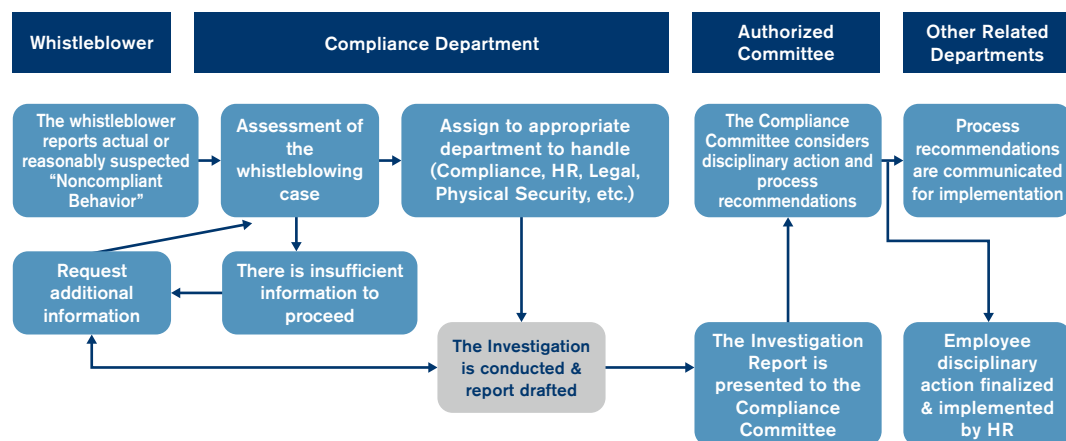 Whistleblower
Compliance Department
Authorized
Committee
Other Related
Departments
The whistleblower
reports actual or
reasonably suspected
“Noncompliant
Behavior”
Assessment of
the
whistleblowing
case
Assign to appropriate
department to handle
(Compliance, HR, Legal,
Physical Security, etc.)
The Compliance
Committee considers
disciplinary action and
process
recommendations
Process
recommendations
are communicated
for implementation
Request
additional
information
There is insufficient
information to
proceed
The Investigation
is conducted &
report drafted
The Investigation
Report is
presented to the
Compliance
Committee
Employee
disciplinary
action finalized
& implemented
by HR